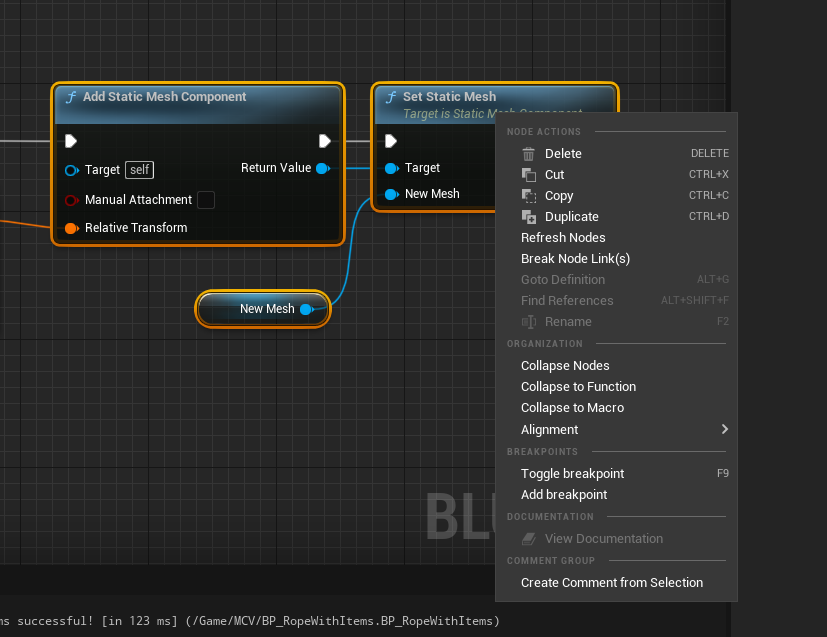 Add Static Mesh Component
Set Static Mesh
Target is Static Mesh Component
Target self
Return Value
Target
Manual Attachment
New Mesh
Relative Transform
New Mesh
NODE ACTIONS
Delete DELETE
Cut CTRL+X
Copy CTRL+C
Duplicate CTRL+D
Refresh Nodes
Break Node Link(s)
Goto Definition ALT+G
Find References ALT+SHIFT+F
Rename F2
ORGANIZATION
Collapse Nodes
Collapse to Function
Collapse to Macro
Alignment
BREAKPOINTS
Toggle breakpoint F9
Add breakpoint
DOCUMENTATION
View Documentation
COMMENT GROUP
Create Comment from Selection
successful! [in 123 ms] (/Game/MCV/BP_RopeWithItems.BP_RopeWithItems)